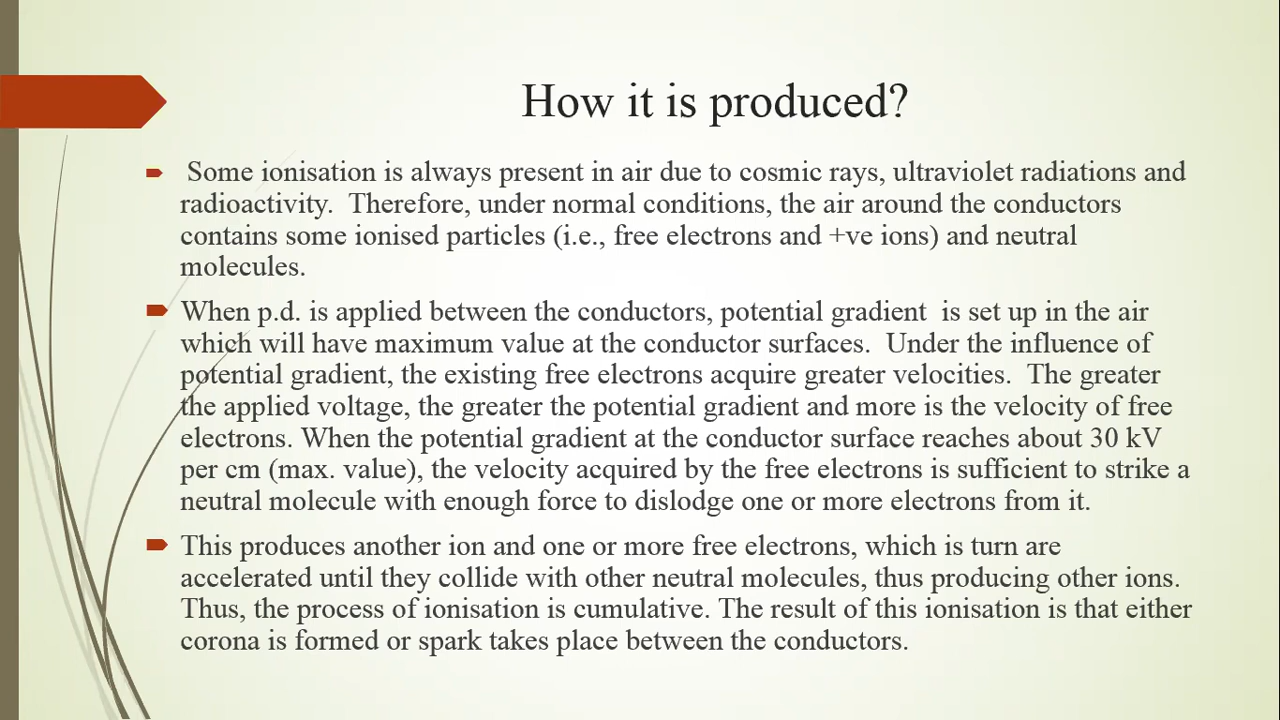 How it is produced?
Some ionisation is always present in air due to cosmic rays, ultraviolet radiations and
radioactivity.  Therefore, under normal conditions, the air around the conductors
contains some ionised particles (i.e., free electrons and +ve ions) and neutral
molecules.
When p.d. is applied between the conductors, potential gradient  is set up in the air
which will have maximum value at the conductor surfaces.  Under the influence of
potential gradient, the existing free electrons acquire greater velocities.  The greater
the applied voltage, the greater the potential gradient and more is the velocity of free
electrons. When the potential gradient at the conductor surface reaches about 30 kV
per cm (max. value), the velocity acquired by the free electrons is sufficient to strike a
neutral molecule with enough force to dislodge one or more electrons from it.
This produces another ion and one or more free electrons, which is turn are
accelerated until they collide with other neutral molecules, thus producing other ions.
Thus, the process of ionisation is cumulative. The result of this ionisation is that either
corona is formed or spark takes place between the conductors.